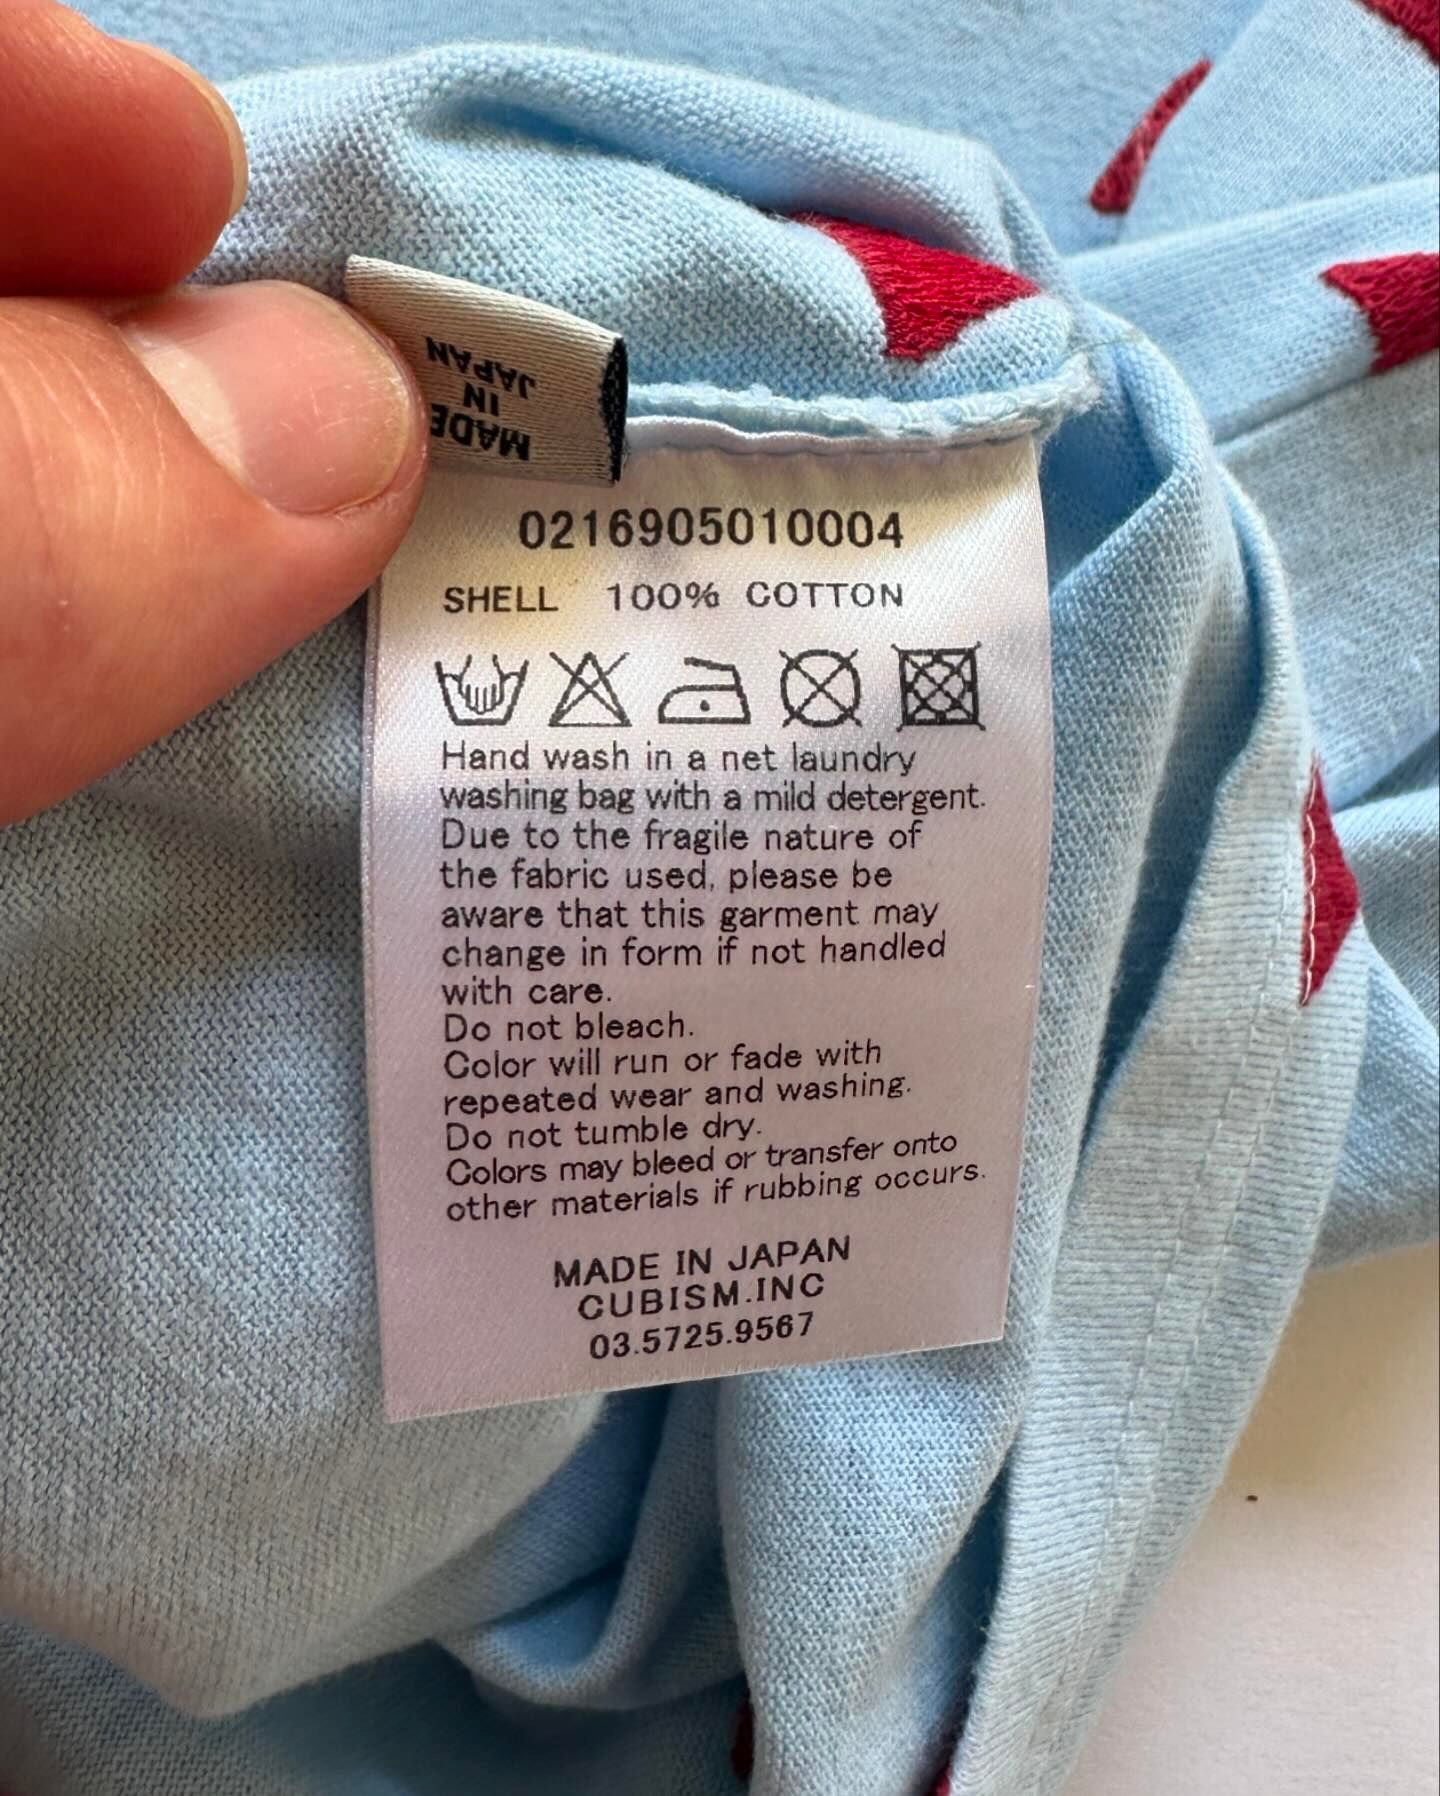 MADE
IN
JAPAN
0216905010004
SHELL 100% COTTON
Hand wash in a net laundry
washing bag with a mild detergent.
Due to the fragile nature of
the fabric used, please be
aware that this garment may
change in form if not handled
with care.
Do not bleach.
Color will run or fade with
repeated wear and washing.
Do not tumble dry.
Colors may bleed or transfer onto
other materials if rubbing occurs.
MADE IN JAPAN
CUBISM.INC
03.5725.9567